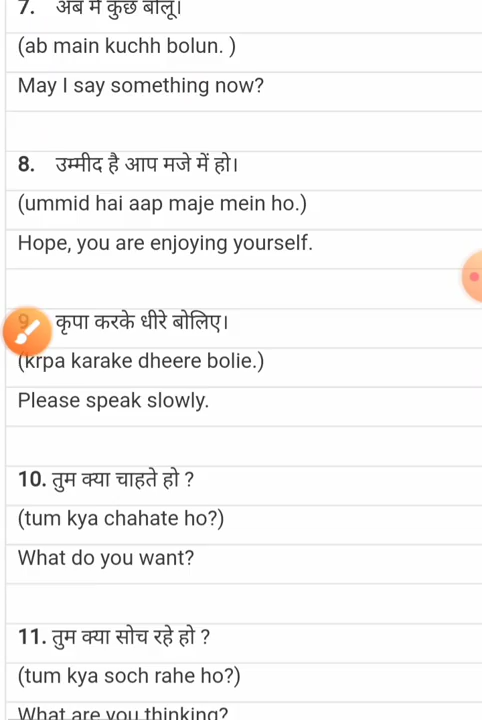 7. अब मैं कुछ बोलूं।
(ab main kuchh bolun. )
May I say something now?
8. उम्मीद है आप मजे में हो।
(ummid hai aap maje mein ho.)
Hope, you are enjoying yourself.
9 कृपा करके धीरे बोलिए।
(krpa karake dheere bolie.)
Please speak slowly.
10. तुम क्या चाहते हो ?
(tum kya chahate ho?)
What do you want?
11. तुम क्या सोच रहे हो ?
(tum kya soch rahe ho?)
What are you thinking?